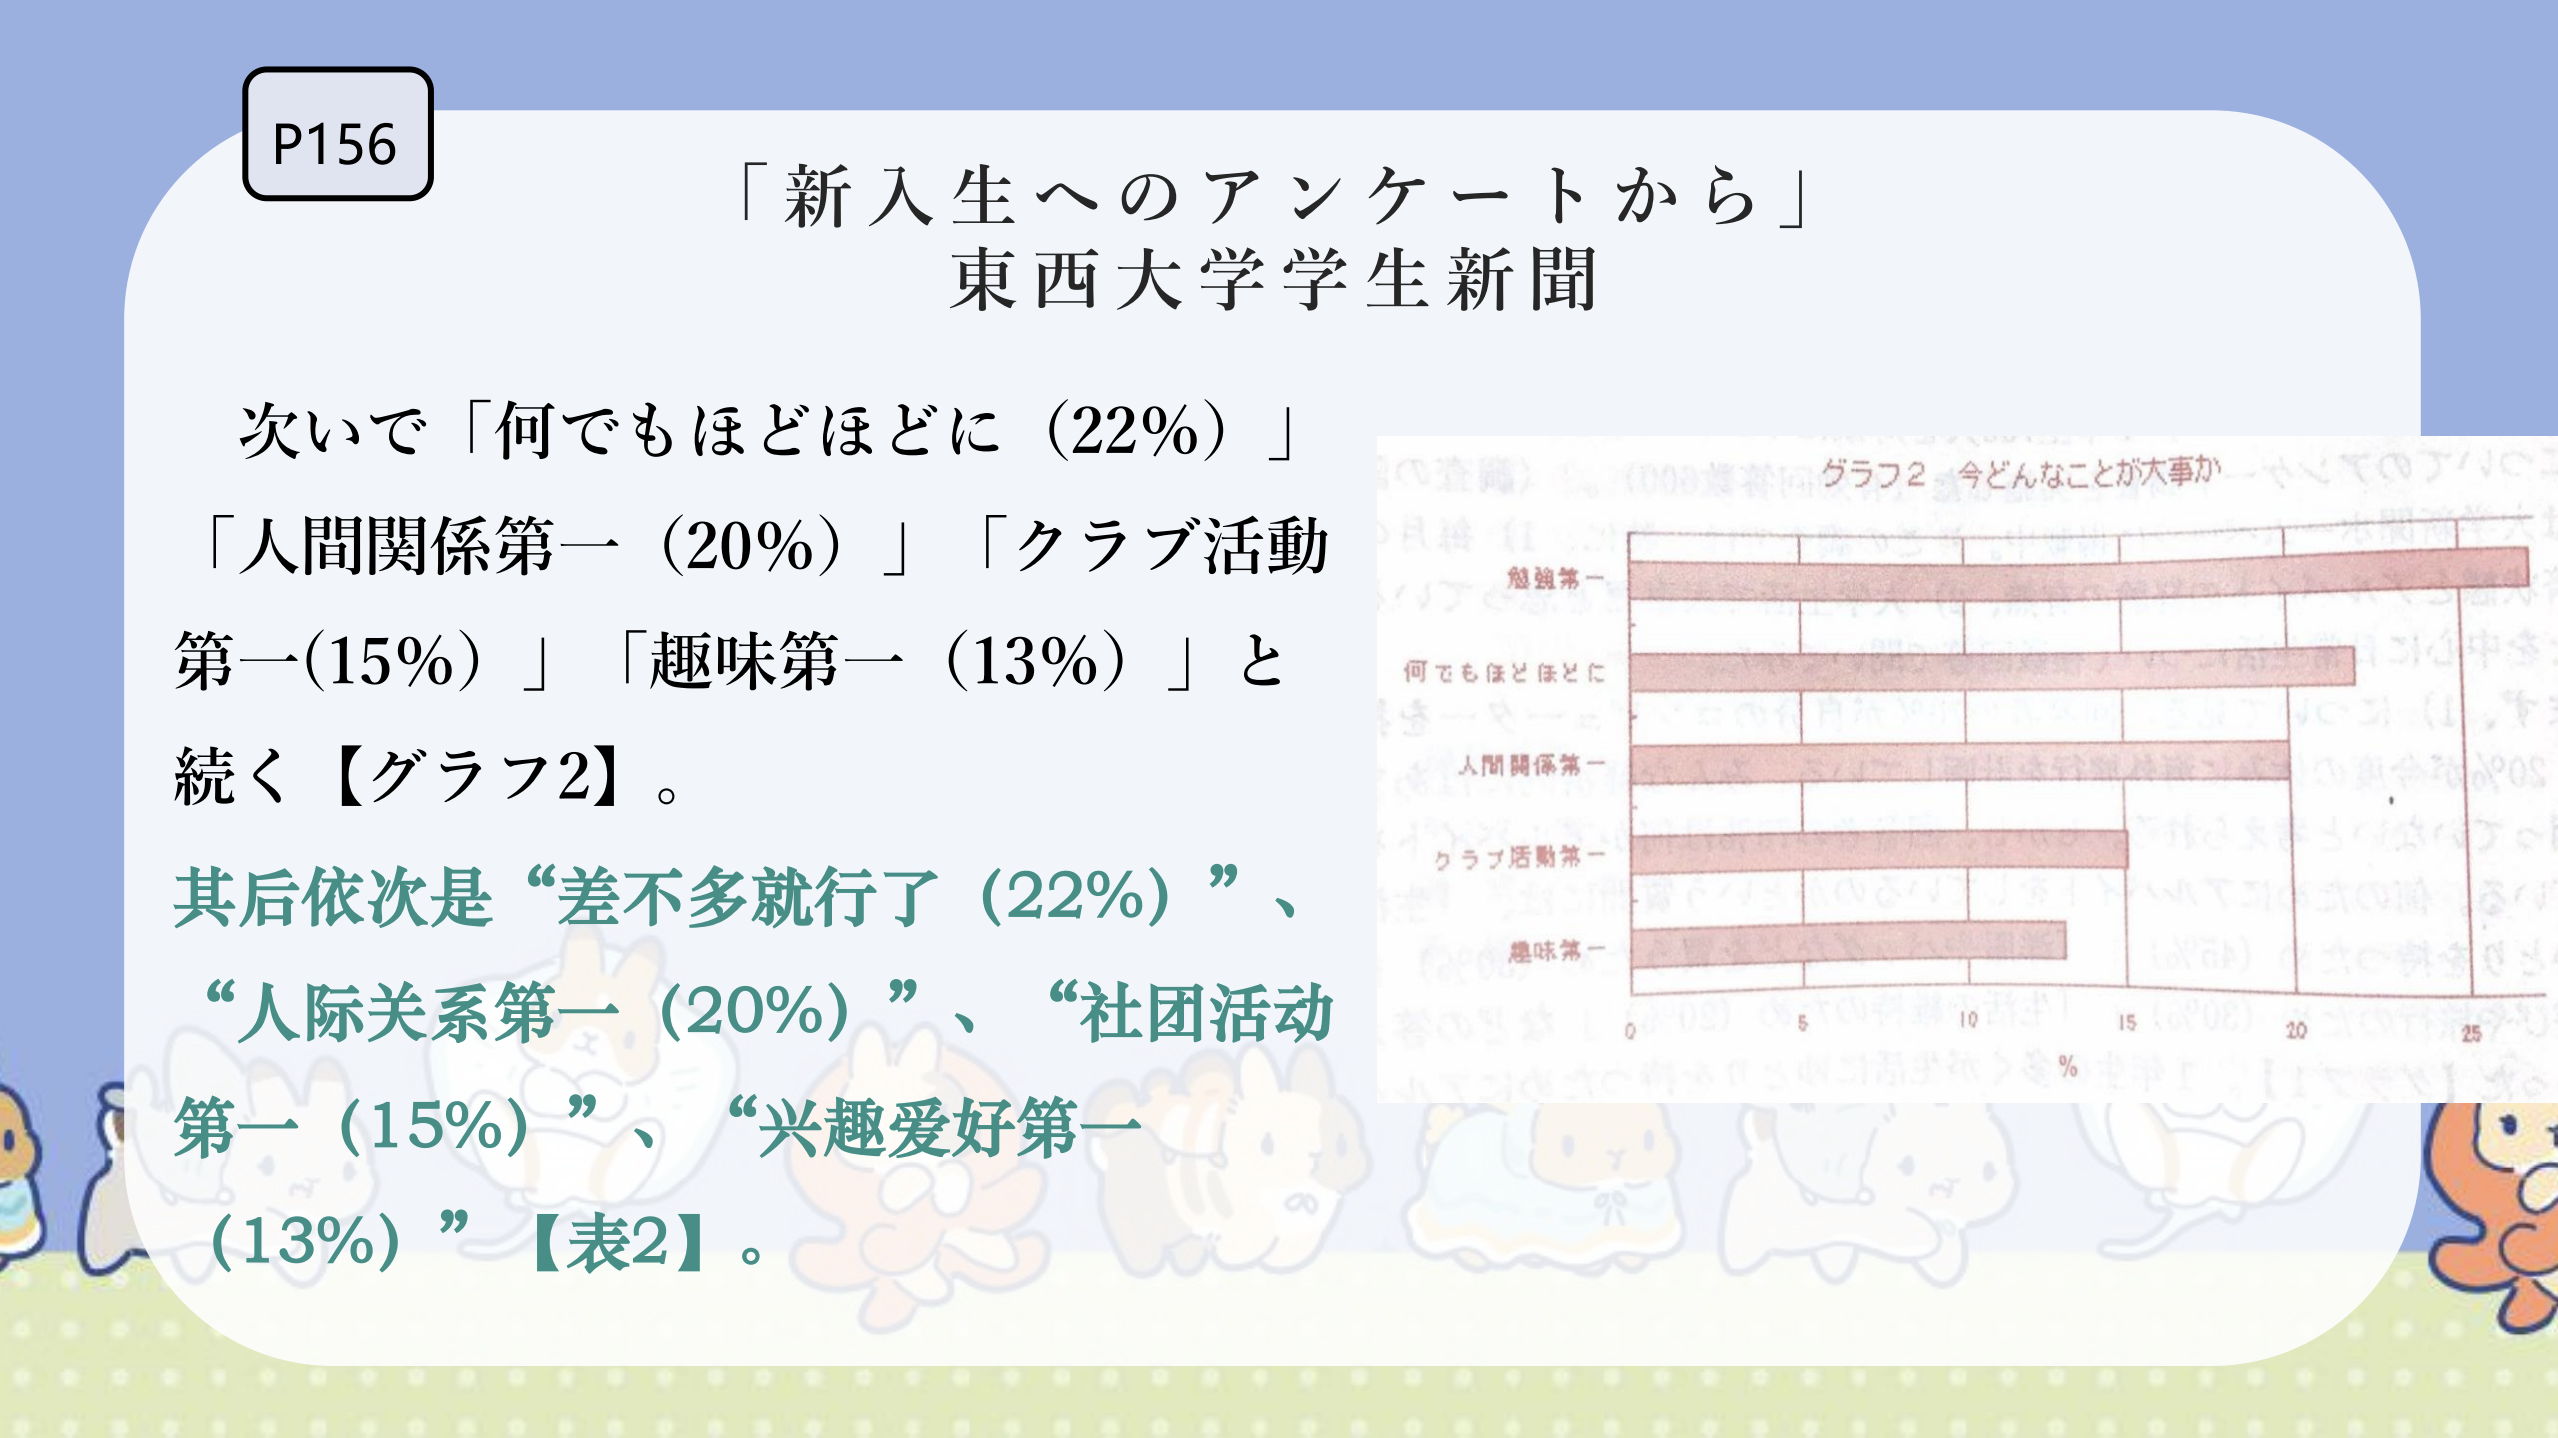 P156
「新入生へのアンケートから」
東西大学学生新聞
次いで「何でもほどほどに（22%）」
「人間関係第一（20%）」「クラブ活動
第一(15%）」「趣味第一（13%）」と
続く【グラフ2】。
其后依次是“差不多就行了（22%）”、
“人际关系第一（20%）”、“社团活动
第一（15%）”、“兴趣爱好第一
（13%）”【表2】。
グラフ2 今どんなことが大事か
勉強第一
何でもほどほどに
人間関係第一
クラブ活動第一
趣味第一
0 5 10 15 20 25
%